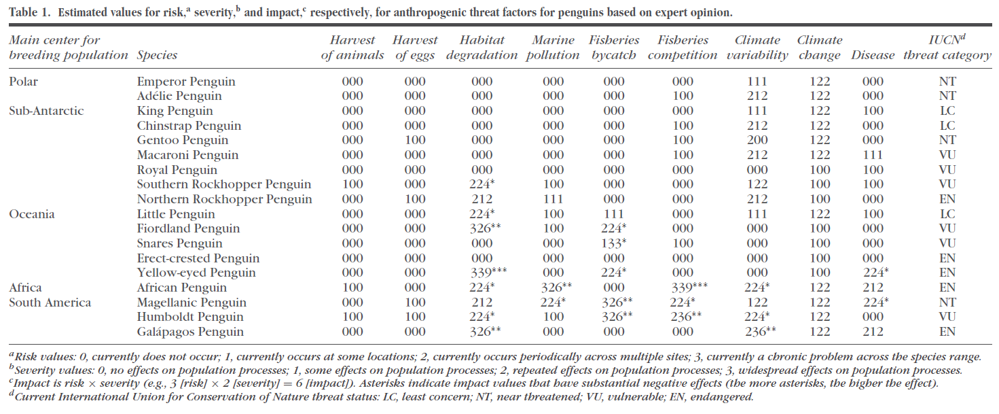 Table 1. Estimated values for risk,a severity,b and impact,c respectively, for anthropogenic threat factors for penguins based on expert opinion.
Main center for Harvest Harvest Habitat Marine Fisheries Fisheries Climate Climate IUCNd
breeding population Species of animals of eggs degradation pollution bycatch competition variability change Disease threat category
Polar Emperor Penguin 000 000 000 000 000 000 111 122 000 NT
Adélie Penguin 000 000 000 000 000 100 212 122 000 NT
Sub-Antarctic King Penguin 000 000 000 000 000 000 111 122 100 LC
Chinstrap Penguin 000 000 000 000 000 100 212 122 000 LC
Gentoo Penguin 000 100 000 000 000 100 200 122 000 NT
Macaroni Penguin 000 000 000 000 000 100 212 122 111 VU
Royal Penguin 000 000 000 000 000 000 000 100 100 VU
Southern Rockhopper Penguin 100 000 224* 100 000 000 122 100 100 VU
Northern Rockhopper Penguin 000 100 212 111 000 000 212 100 000 EN
Oceania Little Penguin 000 000 224* 100 111 000 111 122 100 LC
Fiordland Penguin 000 000 326** 100 224* 000 000 100 000 VU
Snares Penguin 000 000 000 000 133* 100 000 100 000 VU
Erect-crested Penguin 000 000 000 000 000 000 000 100 000 EN
Yellow-eyed Penguin 000 000 339*** 000 224* 000 000 100 224* EN
Africa African Penguin 100 000 224* 326** 000 339*** 224* 122 212 EN
South America Magellanic Penguin 000 100 212 224* 326** 224* 122 122 224* NT
Humboldt Penguin 100 100 224* 100 326** 236** 224* 122 000 VU
Galápagos Penguin 000 000 326** 000 000 000 236** 122 212 EN
a Risk values: 0, currently does not occur; 1, currently occurs at some locations; 2, currently occurs periodically across multiple sites; 3, currently a chronic problem across the species range.
b Severity values: 0, no effects on population processes; 1, some effects on population processes; 2, repeated effects on population processes; 3, widespread effects on population processes.
c Impact is risk × severity (e.g., 3 [risk] × 2 [severity] = 6 [impact]). Asterisks indicate impact values that have substantial negative effects (the more asterisks, the higher the effect).
d Current International Union for Conservation of Nature threat status: LC, least concern; NT, near threatened; VU, vulnerable; EN, endangered.